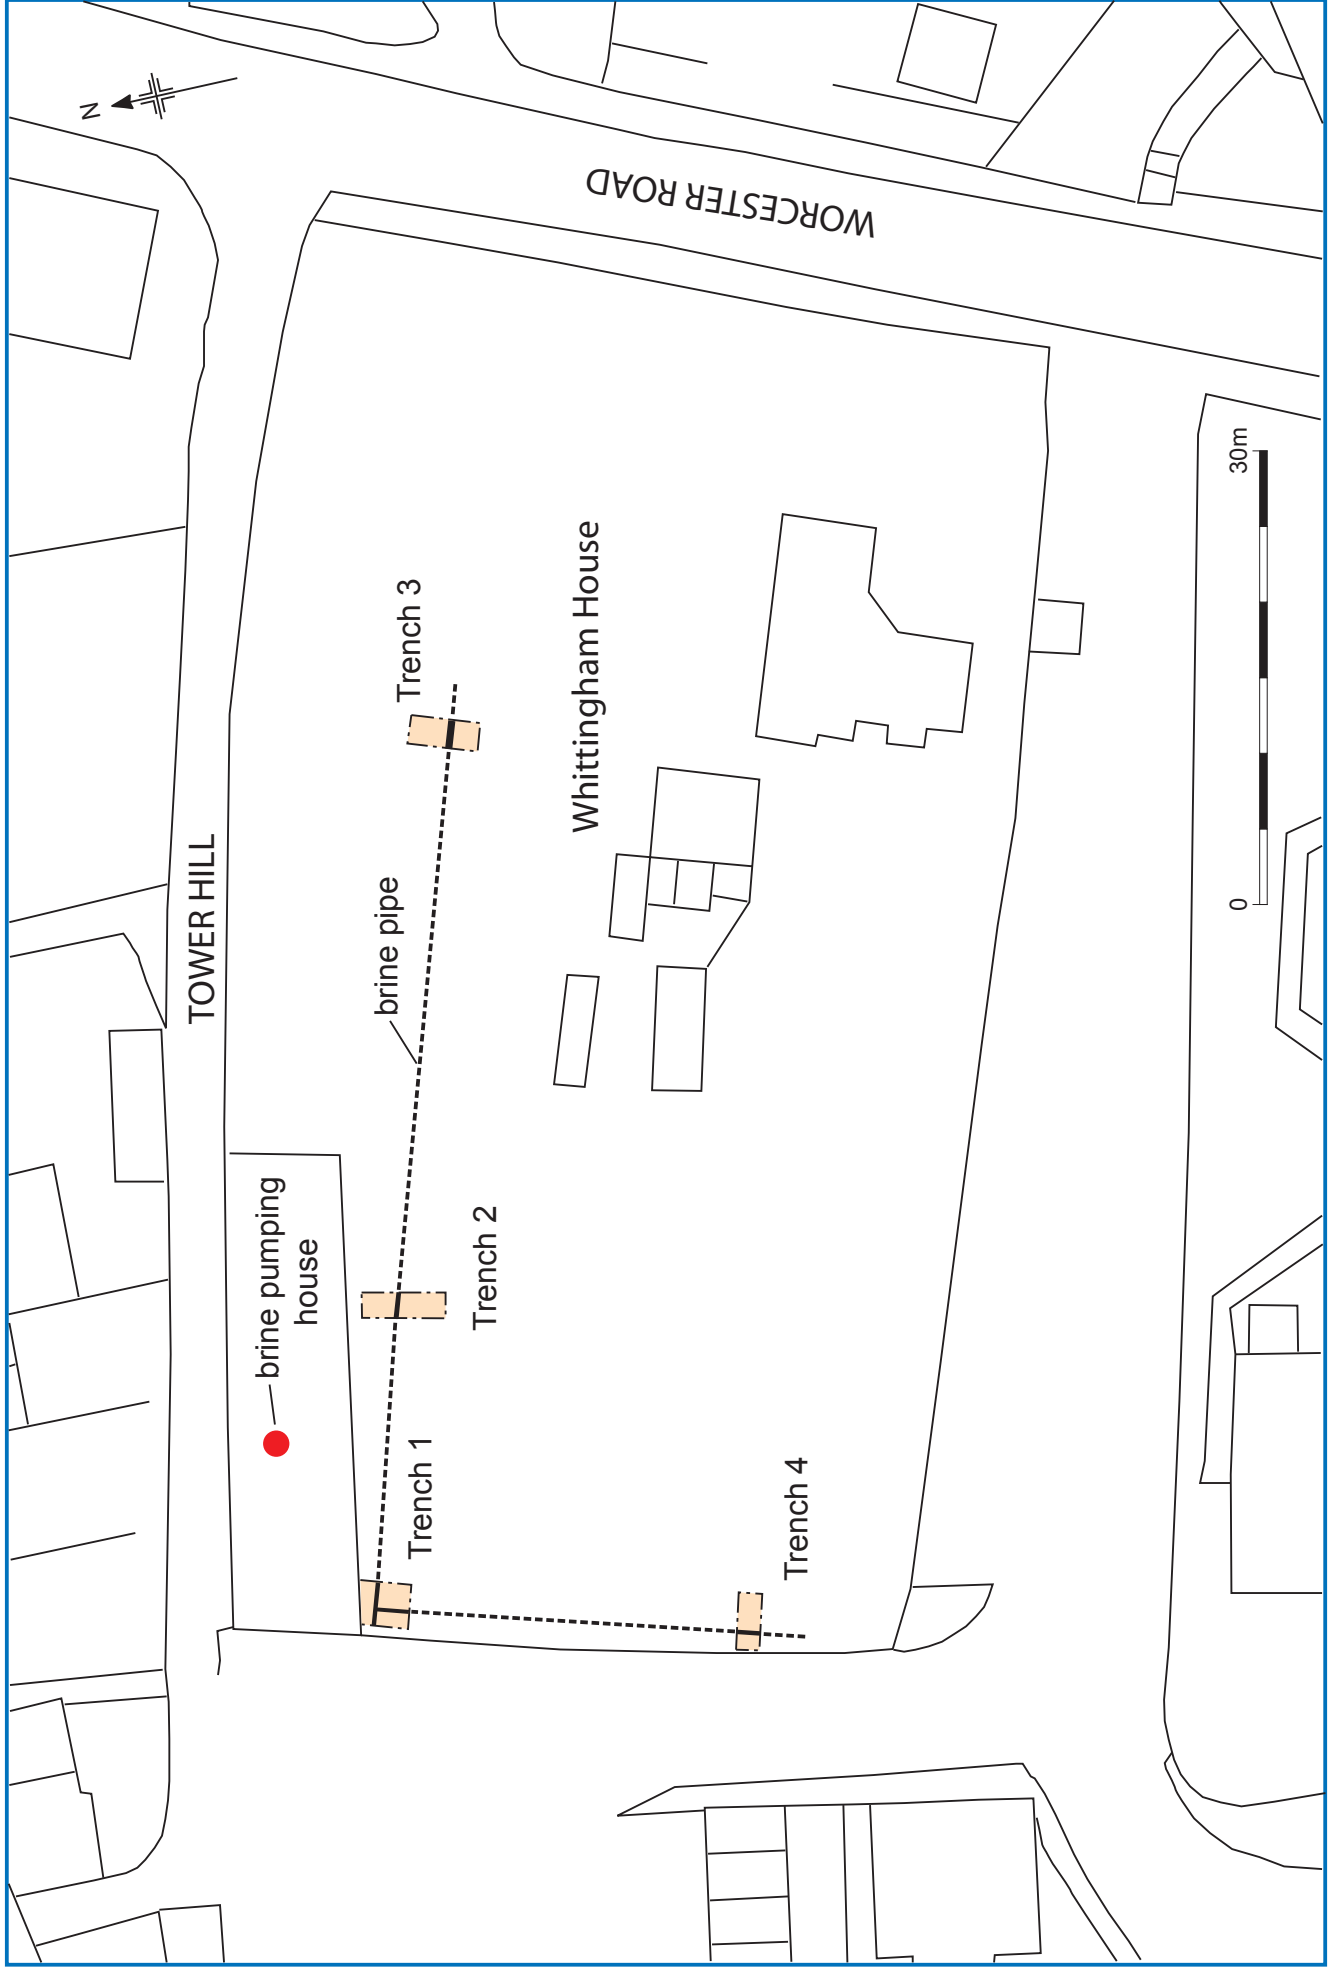 N
WORCESTER ROAD
TOWER HILL
Trench 3
Whittingham House
brine pipe
brine pumping
house
Trench 2
Trench 1
Trench 4
0
30m